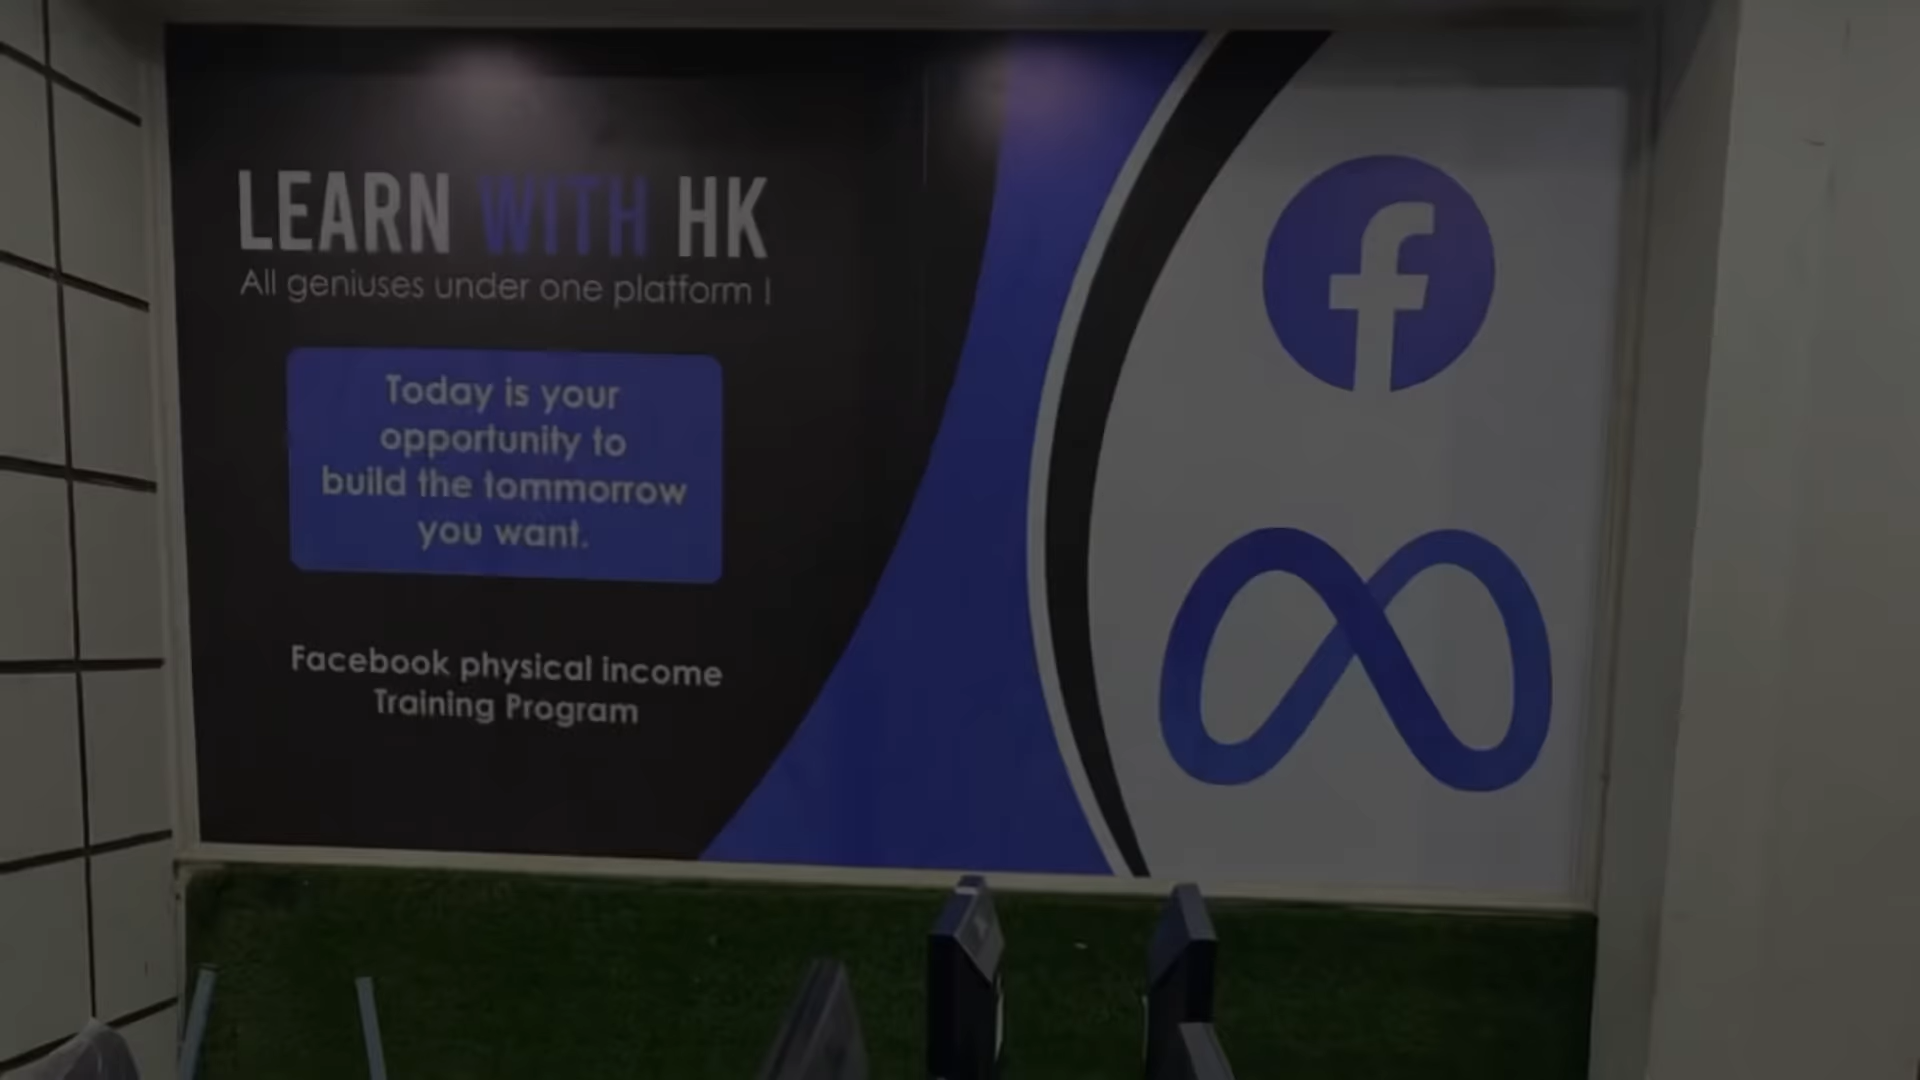 LEARN WITH HK
All geniuses under one platform !
Today is your
opportunity to
build the tommorrow
you want.
Facebook physical income
Training Program